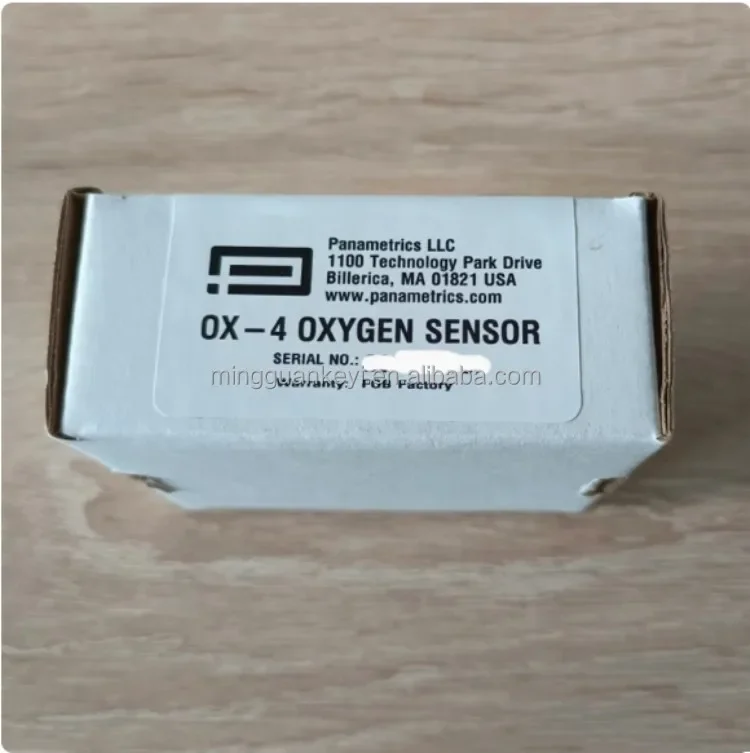 Panametrics LLC
1100 Technology Park Drive
Billerica, MA 01821 USA
www.panametrics.com
OX-4 OXYGEN SENSOR
SERIAL NO.:
mingguankeyi.en.alibaba.com
Warranty: FGB Factory